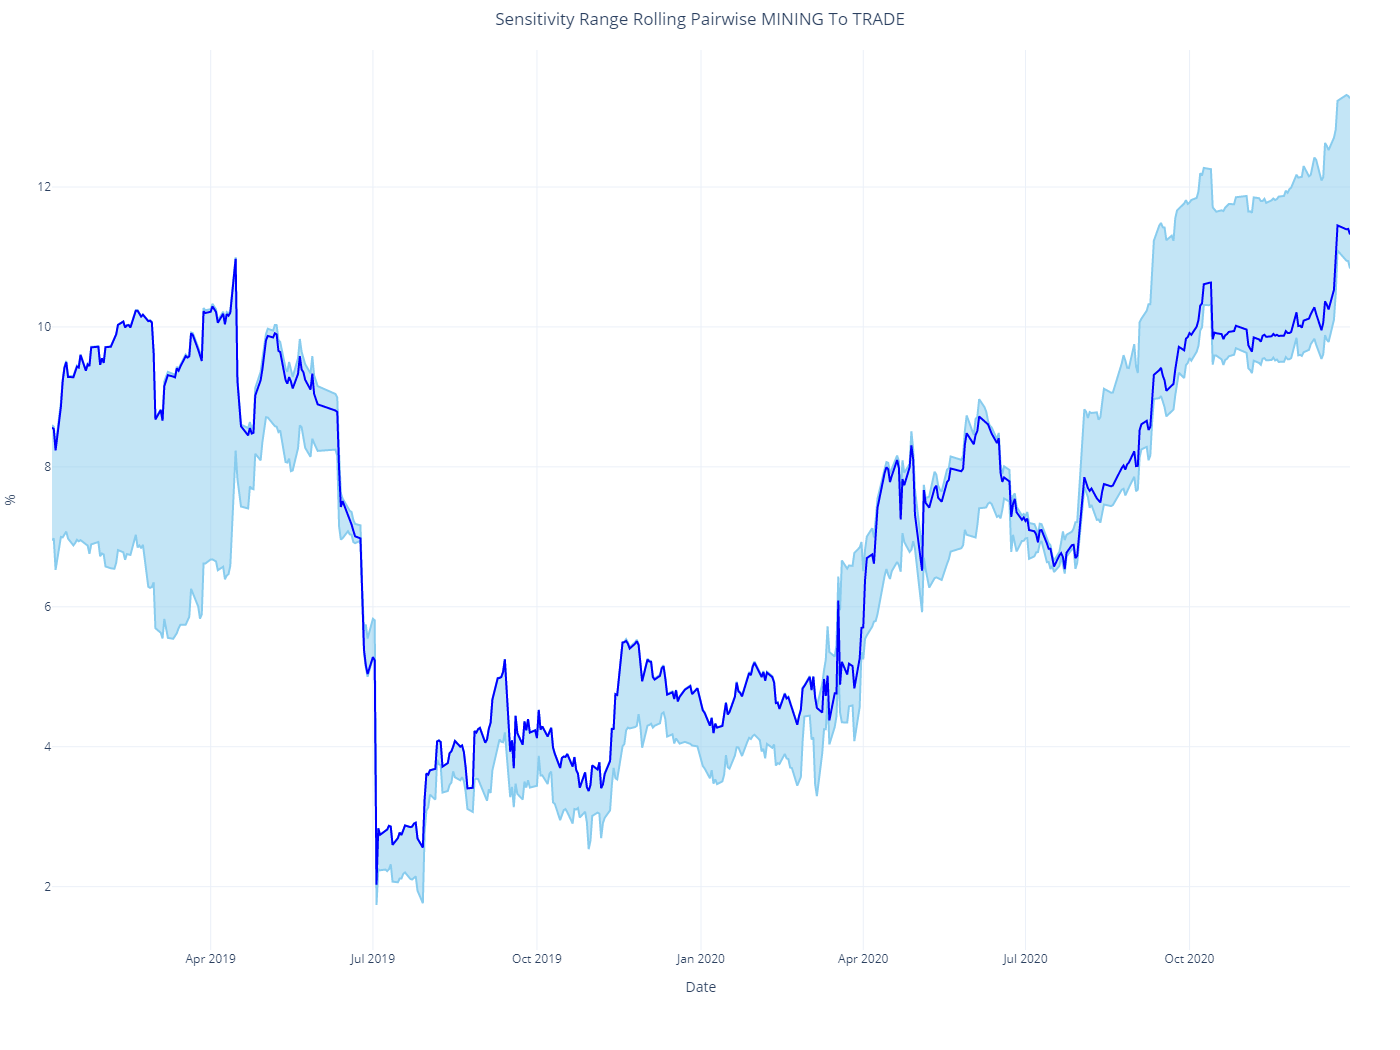 Sensitivity Range Rolling Pairwise MINING To TRADE
12
10
8
6
4
2
%
Apr 2019
Jul 2019
Oct 2019
Jan 2020
Apr 2020
Jul 2020
Oct 2020
Date